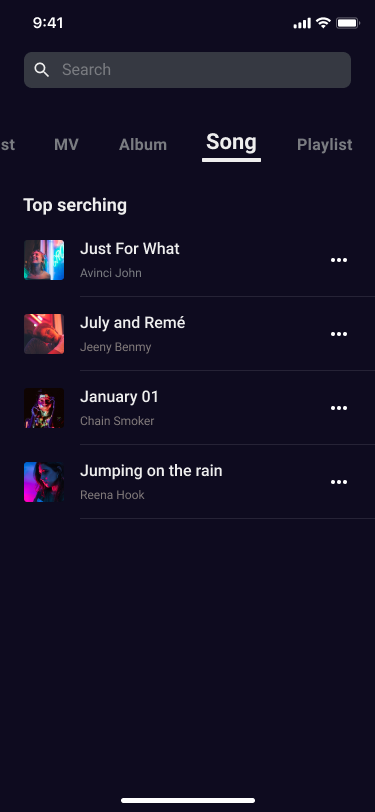 9:41
Search
st MV Album Song Playlist
Top serching
Just For What
Avinci John
July and Remé
Jeeny Benmy
January 01
Chain Smoker
Jumping on the rain
Reena Hook